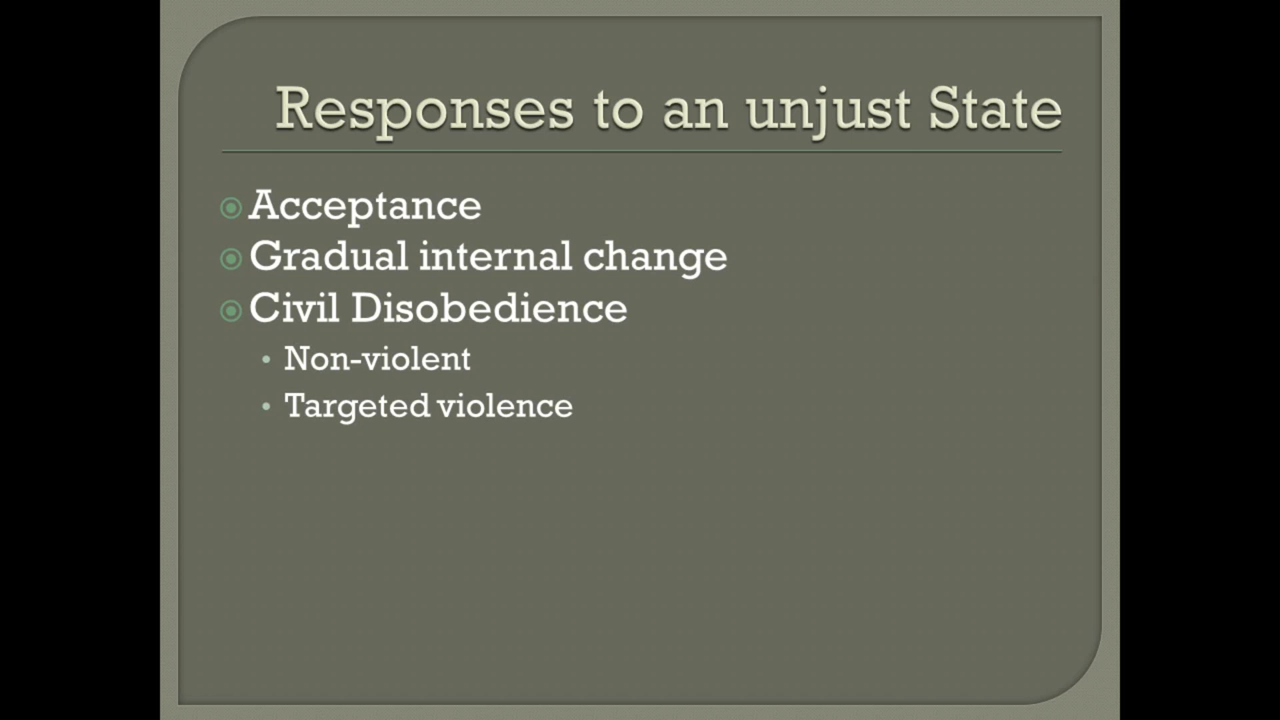 Responses to an unjust State
Acceptance
Gradual internal change
Civil Disobedience
Non-violent
Targeted violence